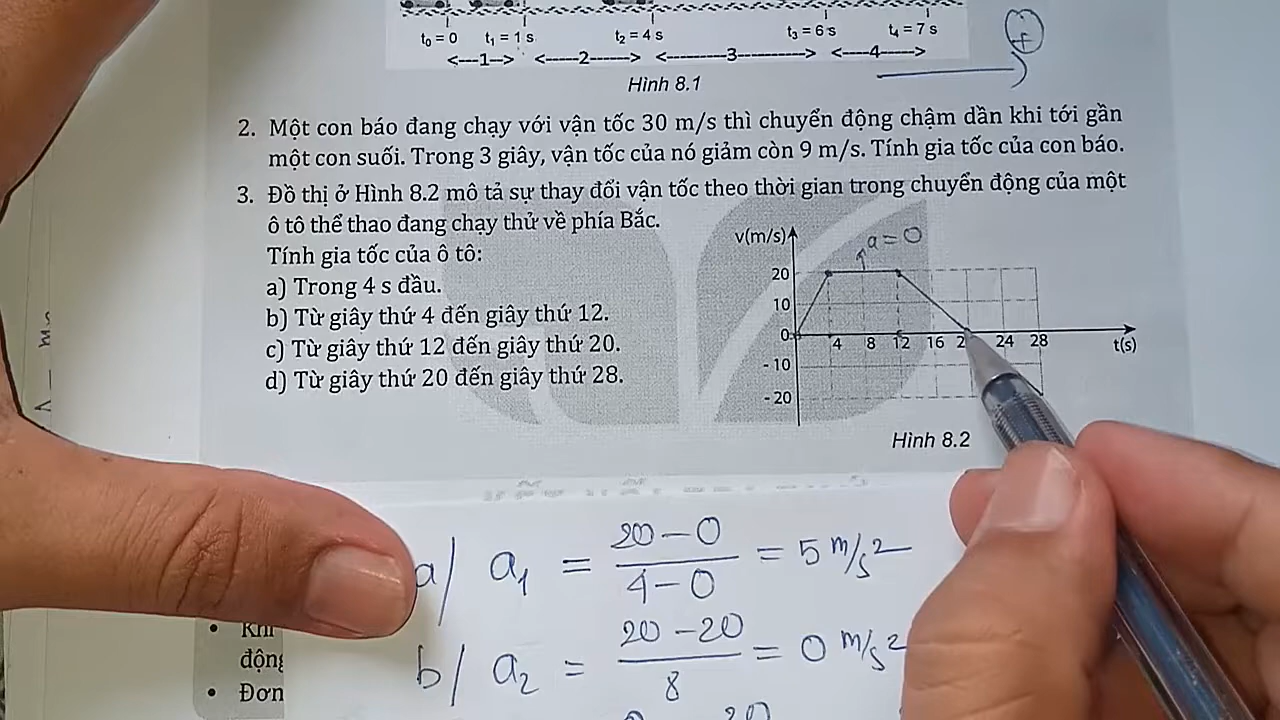 t₀ = 0 t₁ = 1 s t₂ = 4 s t₃ = 6 s t₄ = 7 s
<---1--> <-----2------> <---------3---------> <----4----->
+
Hình 8.1
2. Một con báo đang chạy với vận tốc 30 m/s thì chuyển động chậm dần khi tới gần
một con suối. Trong 3 giây, vận tốc của nó giảm còn 9 m/s. Tính gia tốc của con báo.
3. Đồ thị ở Hình 8.2 mô tả sự thay đổi vận tốc theo thời gian trong chuyển động của một
ô tô thể thao đang chạy thử về phía Bắc.
Tính gia tốc của ô tô:
a) Trong 4 s đầu.
b) Từ giây thứ 4 đến giây thứ 12.
c) Từ giây thứ 12 đến giây thứ 20.
d) Từ giây thứ 20 đến giây thứ 28.
v(m/s)
a = 0
20
10
0
4 8 12 16 24 28
t(s)
- 10
- 20
Hình 8.2
a/ a₁ = (20 - 0)/(4 - 0) = 5 m/s²
b/ a₂ = (20 - 20)/8 = 0 m/s²
20
động
• Đơn